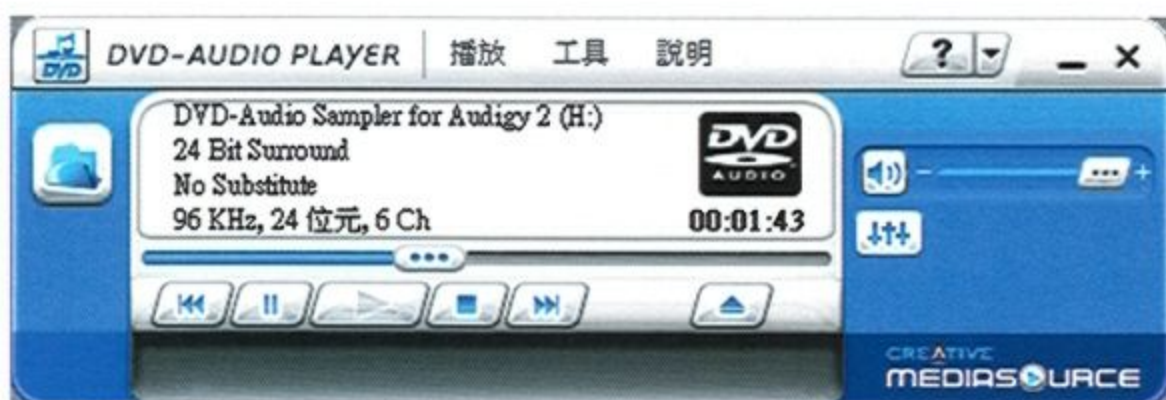 DVD-AUDIO PLAYER 播放 工具 說明 ?
DVD-Audio Sampler for Audigy 2 (H:)
24 Bit Surround
No Substitute
96 KHz, 24 位元, 6 Ch
DVD
AUDIO
00:01:43
CREATIVE
MEDIASOURCE